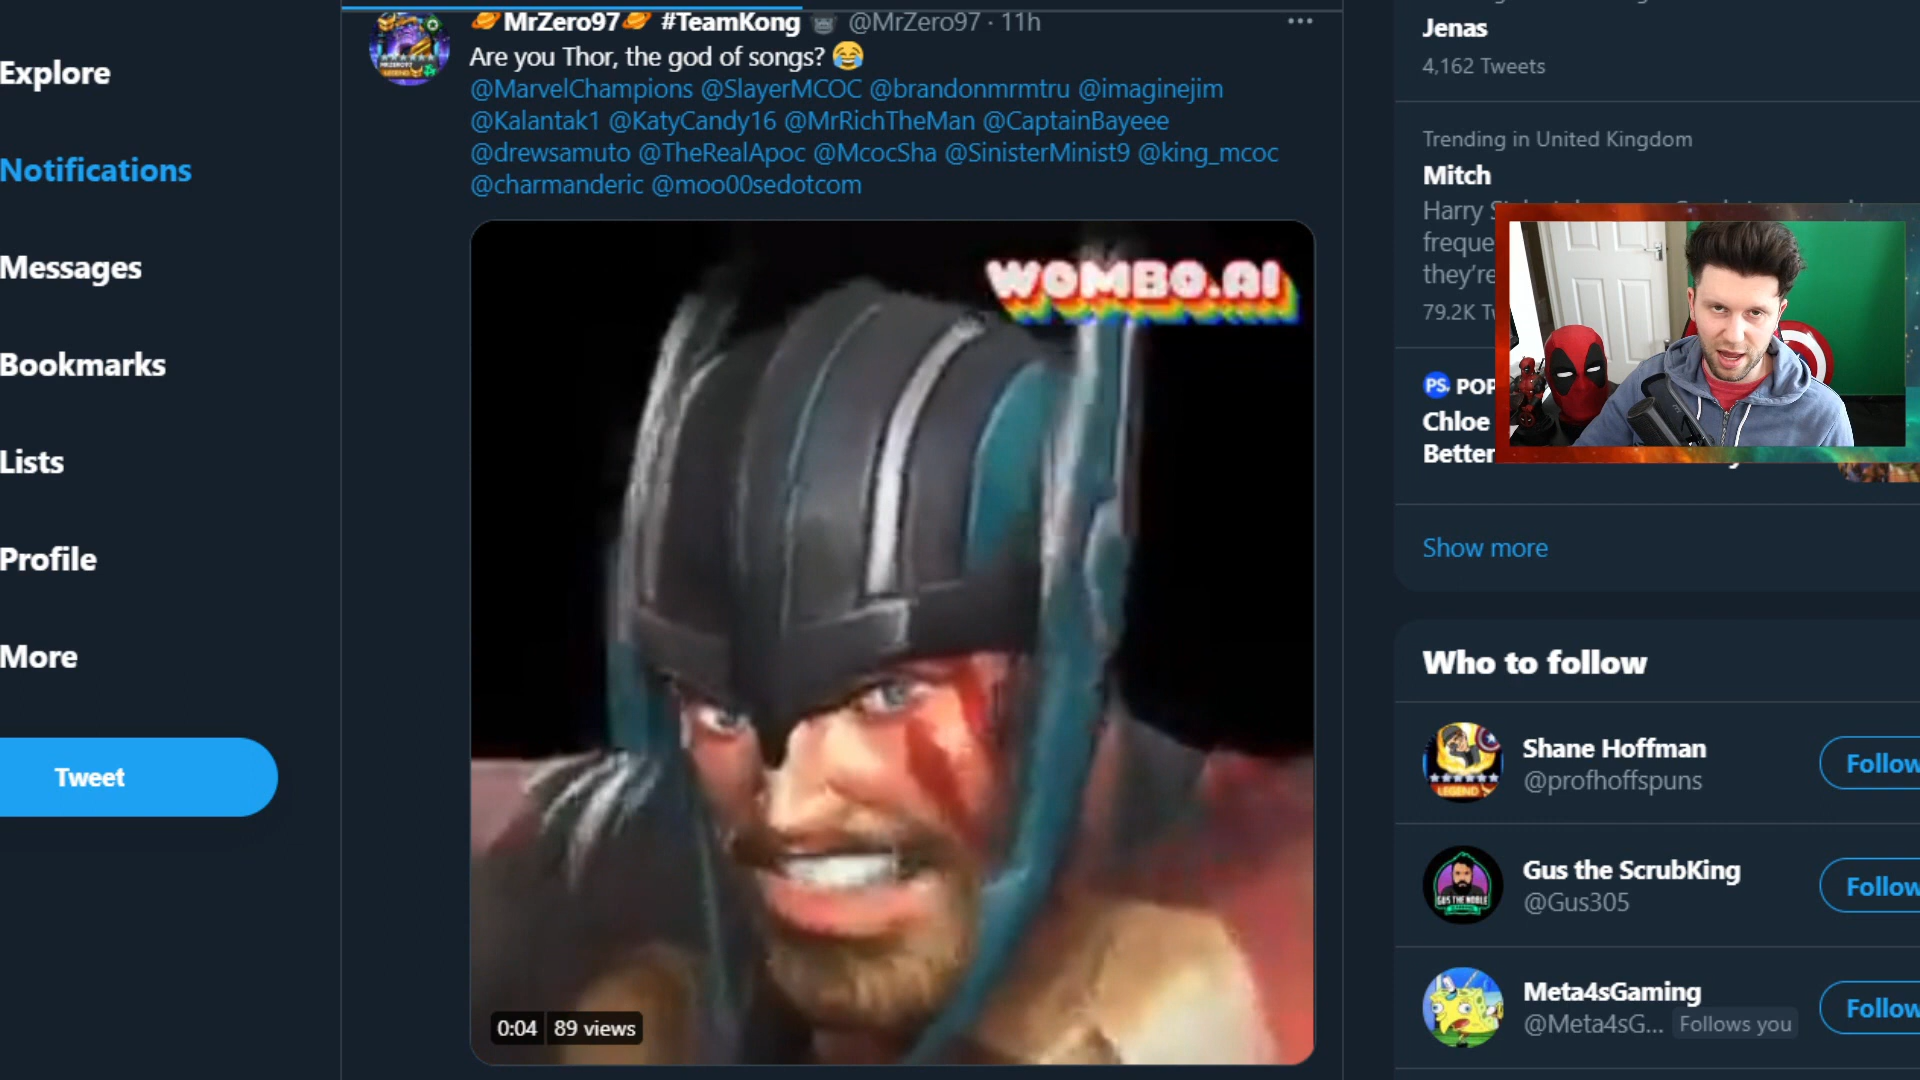 Explore
Notifications
Messages
Bookmarks
Lists
Profile
More
Tweet
MrZero97 #TeamKong @MrZero97 · 11h
Are you Thor, the god of songs? 😂
@MarvelChampions @SlayerMCOC @brandonmrmtru @imaginejim
@Kalantak1 @KatyCandy16 @MrRichTheMan @CaptainBayeee
@drewsamuto @TheRealApoc @McocSha @SinisterMinist9 @king_mcoc
@charmanderic @moo00sedotcom
WOMBO.AI
0:04 89 views
Jenas
4,162 Tweets
Trending in United Kingdom
Mitch
Harry
freque
they're
79.2K
PS.
Chloe
Better
Show more
Who to follow
Shane Hoffman
@profhoffspuns
LEGEND
Follow
Gus the ScrubKing
@Gus305
Follow
Meta4sGaming
@Meta4sG... Follows you
Follow